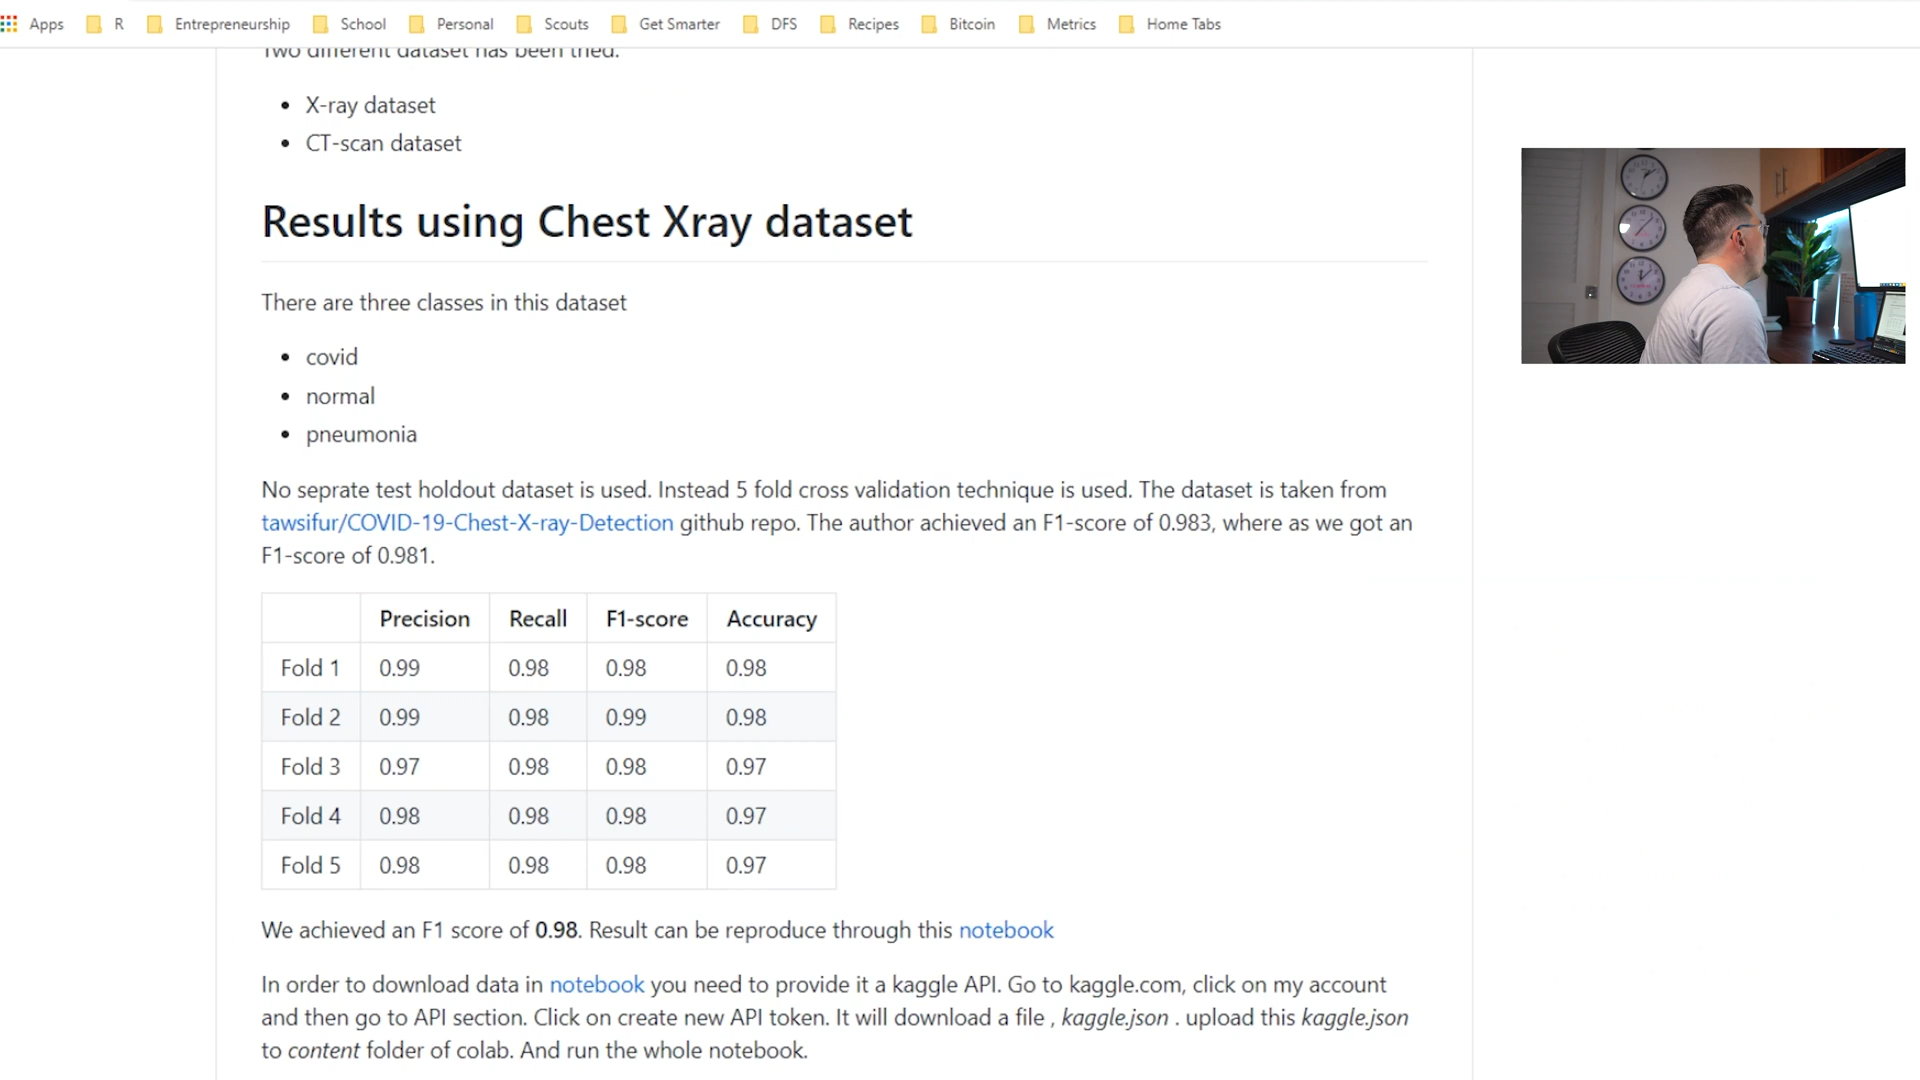 Apps R Entrepreneurship School Personal Scouts Get Smarter DFS Recipes Bitcoin Metrics Home Tabs
Two different dataset has been tried.
X-ray dataset
CT-scan dataset
Results using Chest Xray dataset
There are three classes in this dataset
covid
normal
pneumonia
No seprate test holdout dataset is used. Instead 5 fold cross validation technique is used. The dataset is taken from
tawsifur/COVID-19-Chest-X-ray-Detection github repo. The author achieved an F1-score of 0.983, where as we got an
F1-score of 0.981.
Precision Recall F1-score Accuracy
Fold 1 0.99 0.98 0.98 0.98
Fold 2 0.99 0.98 0.99 0.98
Fold 3 0.97 0.98 0.98 0.97
Fold 4 0.98 0.98 0.98 0.97
Fold 5 0.98 0.98 0.98 0.97
We achieved an F1 score of 0.98. Result can be reproduce through this notebook
In order to download data in notebook you need to provide it a kaggle API. Go to kaggle.com, click on my account
and then go to API section. Click on create new API token. It will download a file , kaggle.json . upload this kaggle.json
to content folder of colab. And run the whole notebook.